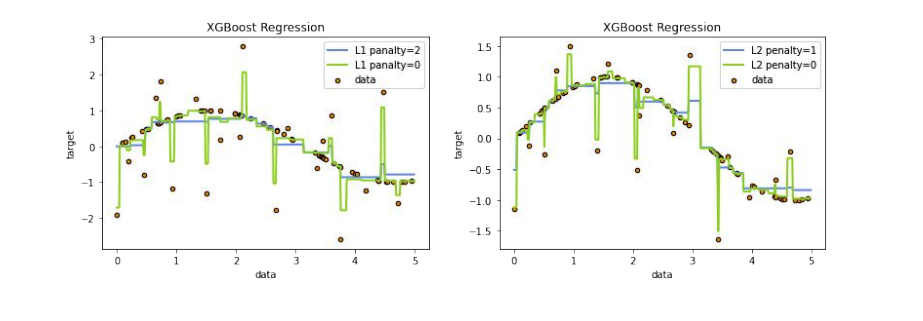 XGBoost Regression
L1 panalty=2
L1 panalty=0
data
3
2
1
0
−1
−2
target
0
1
2
3
4
5
data
XGBoost Regression
L2 penalty=1
L2 penalty=0
data
1.5
1.0
0.5
0.0
−0.5
−1.0
−1.5
target
0
1
2
3
4
5
data